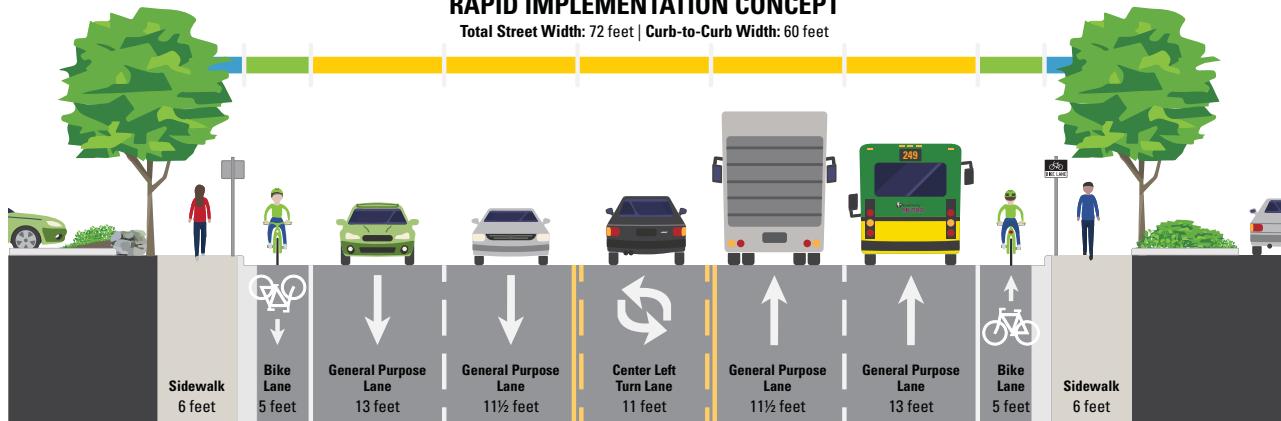 RAPID IMPLEMENTATION CONCEPT
Total Street Width: 72 feet | Curb-to-Curb Width: 60 feet
249
BIKE LANE
Sidewalk
6 feet
Bike
Lane
5 feet
General Purpose
Lane
13 feet
General Purpose
Lane
11½ feet
Center Left
Turn Lane
11 feet
General Purpose
Lane
11½ feet
General Purpose
Lane
13 feet
Bike
Lane
5 feet
Sidewalk
6 feet